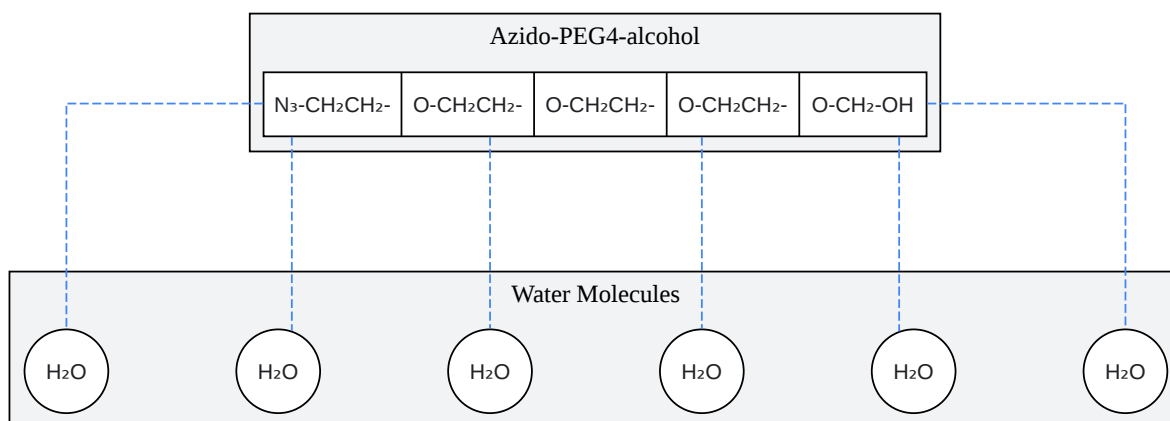 Azido-PEG4-alcohol
N₃-CH₂CH₂- O-CH₂CH₂- O-CH₂CH₂- O-CH₂CH₂- O-CH₂-OH
Water Molecules
H₂O H₂O H₂O H₂O H₂O H₂O